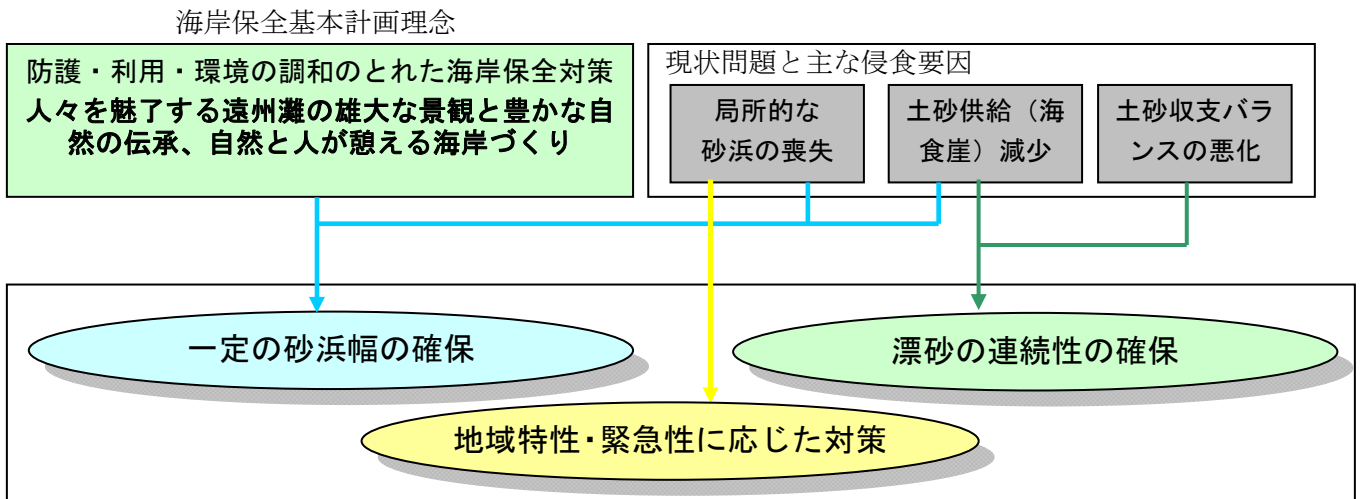 海岸保全基本計画理念
防護・利用・環境の調和のとれた海岸保全対策
人々を魅了する遠州灘の雄大な景観と豊かな自
然の伝承、自然と人が憩える海岸づくり
現状問題と主な侵食要因
局所的な
砂浜の喪失
土砂供給（海
食崖）減少
土砂収支バラ
ンスの悪化
一定の砂浜幅の確保
漂砂の連続性の確保
地域特性・緊急性に応じた対策